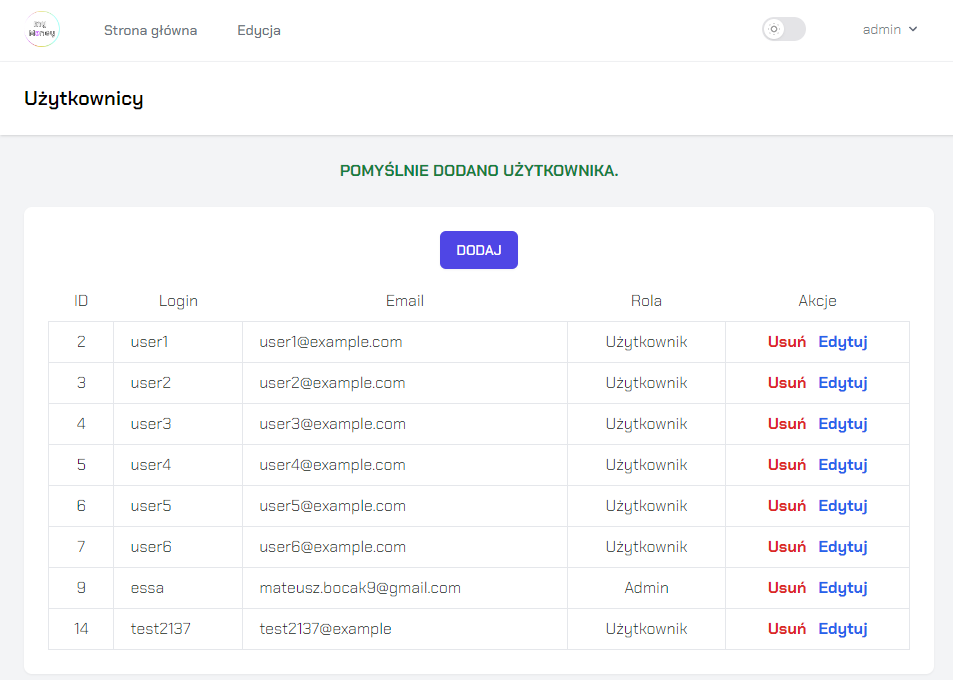 My
Money
Strona główna Edycja admin
Użytkownicy
POMYŚLNIE DODANO UŻYTKOWNIKA.
DODAJ
ID Login Email Rola Akcje
2 user1 user1@example.com Użytkownik Usuń Edytuj
3 user2 user2@example.com Użytkownik Usuń Edytuj
4 user3 user3@example.com Użytkownik Usuń Edytuj
5 user4 user4@example.com Użytkownik Usuń Edytuj
6 user5 user5@example.com Użytkownik Usuń Edytuj
7 user6 user6@example.com Użytkownik Usuń Edytuj
9 essa mateusz.bocak9@gmail.com Admin Usuń Edytuj
14 test2137 test2137@example Użytkownik Usuń Edytuj